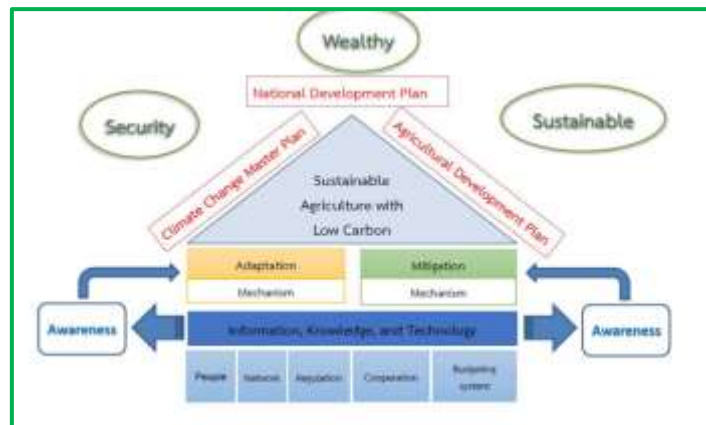 Wealthy
National Development Plan
Security
Sustainable
Climate Change Master Plan
Agricultural Development Plan
Sustainable
Agriculture with
Low Carbon
Adaptation
Mitigation
Mechanism
Mechanism
Awareness
Information, Knowledge, and Technology
Awareness
People
Network
Regulation
Cooperation
Budgeting
system